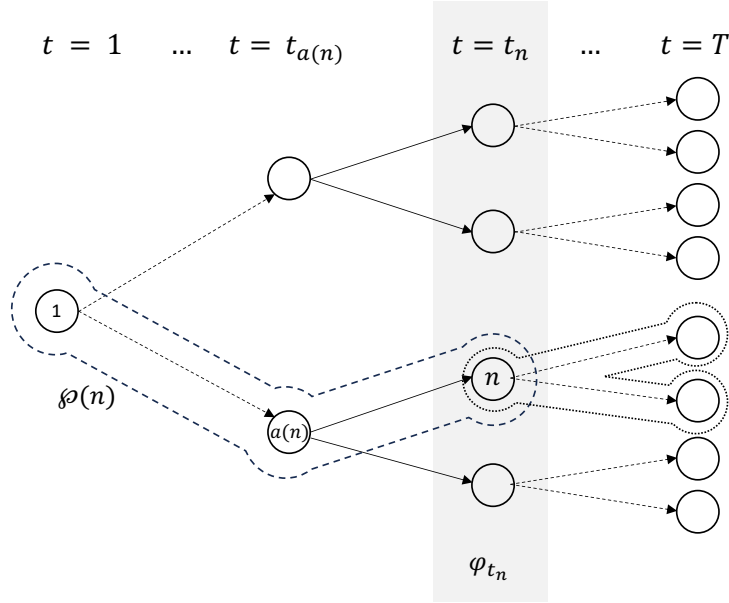 t = 1 ... t = t_{a(n)} t = t_n ... t = T
1
n
℘(n)
a(n)
φ_{t_n}